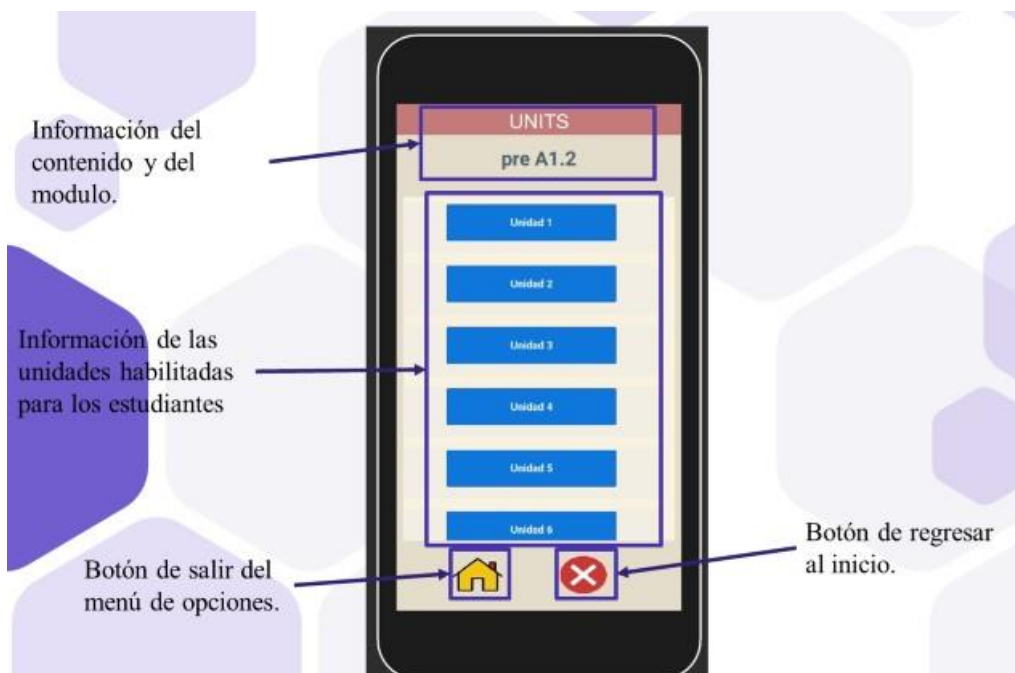 Información del
contenido y del
modulo.
UNITS
pre A1.2
Unidad 1
Unidad 2
Información de las
unidades habilitadas
para los estudiantes
Unidad 3
Unidad 4
Unidad 5
Unidad 6
Botón de salir del
menú de opciones.
Botón de regresar
al inicio.